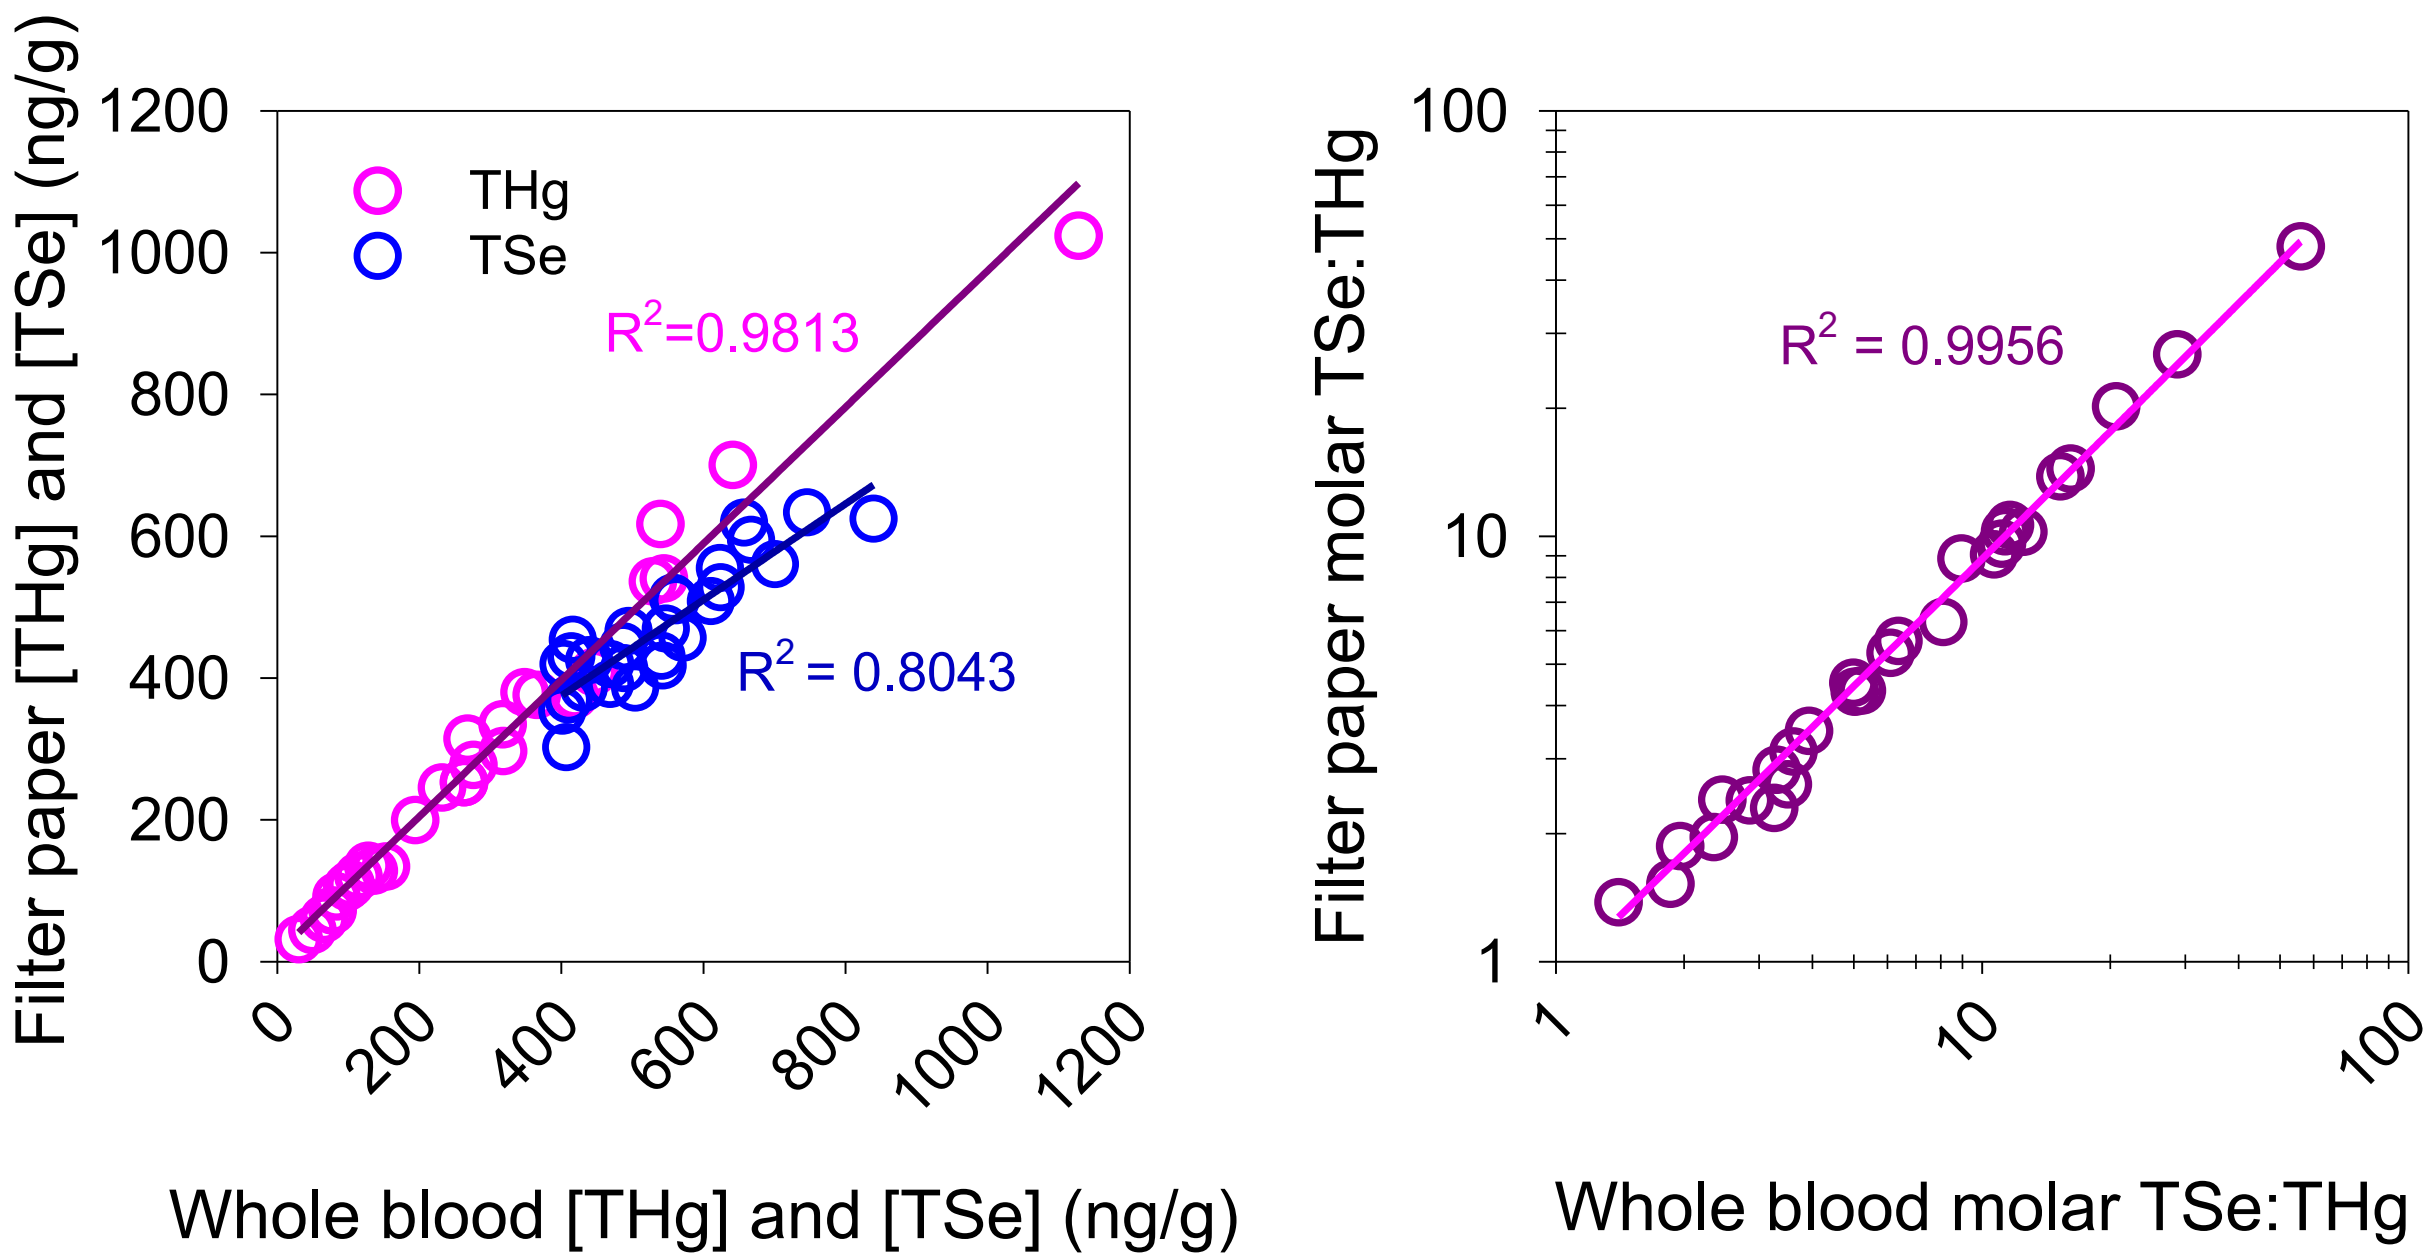 Filter paper [THg] and [TSe] (ng/g)
1200
1000
800
600
400
200
0
THg
TSe
R²=0.9813
R² = 0.8043
0
200
400
600
800
1000
1200
Whole blood [THg] and [TSe] (ng/g)
Filter paper molar TSe:THg
100
10
1
R² = 0.9956
1
10
100
Whole blood molar TSe:THg